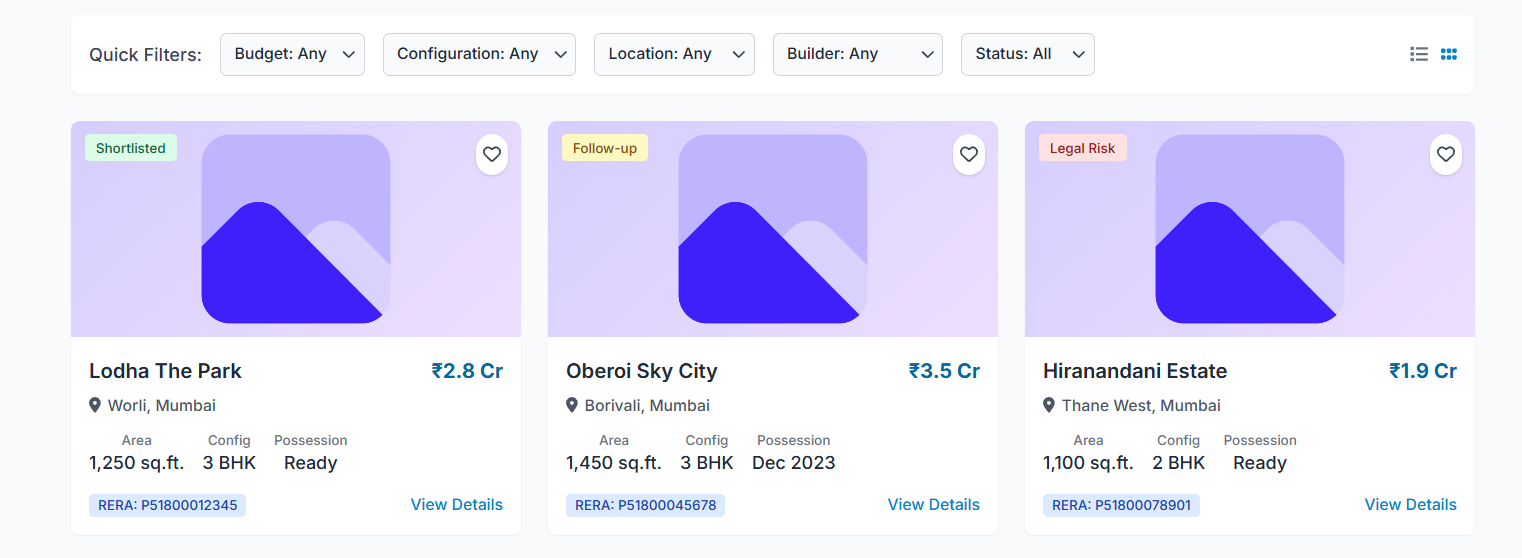 Quick Filters: Budget: Any Configuration: Any Location: Any Builder: Any Status: All
Shortlisted
Lodha The Park ₹2.8 Cr
Worli, Mumbai
Area Config Possession
1,250 sq.ft. 3 BHK Ready
RERA: P51800012345 View Details
Follow-up
Oberoi Sky City ₹3.5 Cr
Borivali, Mumbai
Area Config Possession
1,450 sq.ft. 3 BHK Dec 2023
RERA: P51800045678 View Details
Legal Risk
Hiranandani Estate ₹1.9 Cr
Thane West, Mumbai
Area Config Possession
1,100 sq.ft. 2 BHK Ready
RERA: P51800078901 View Details